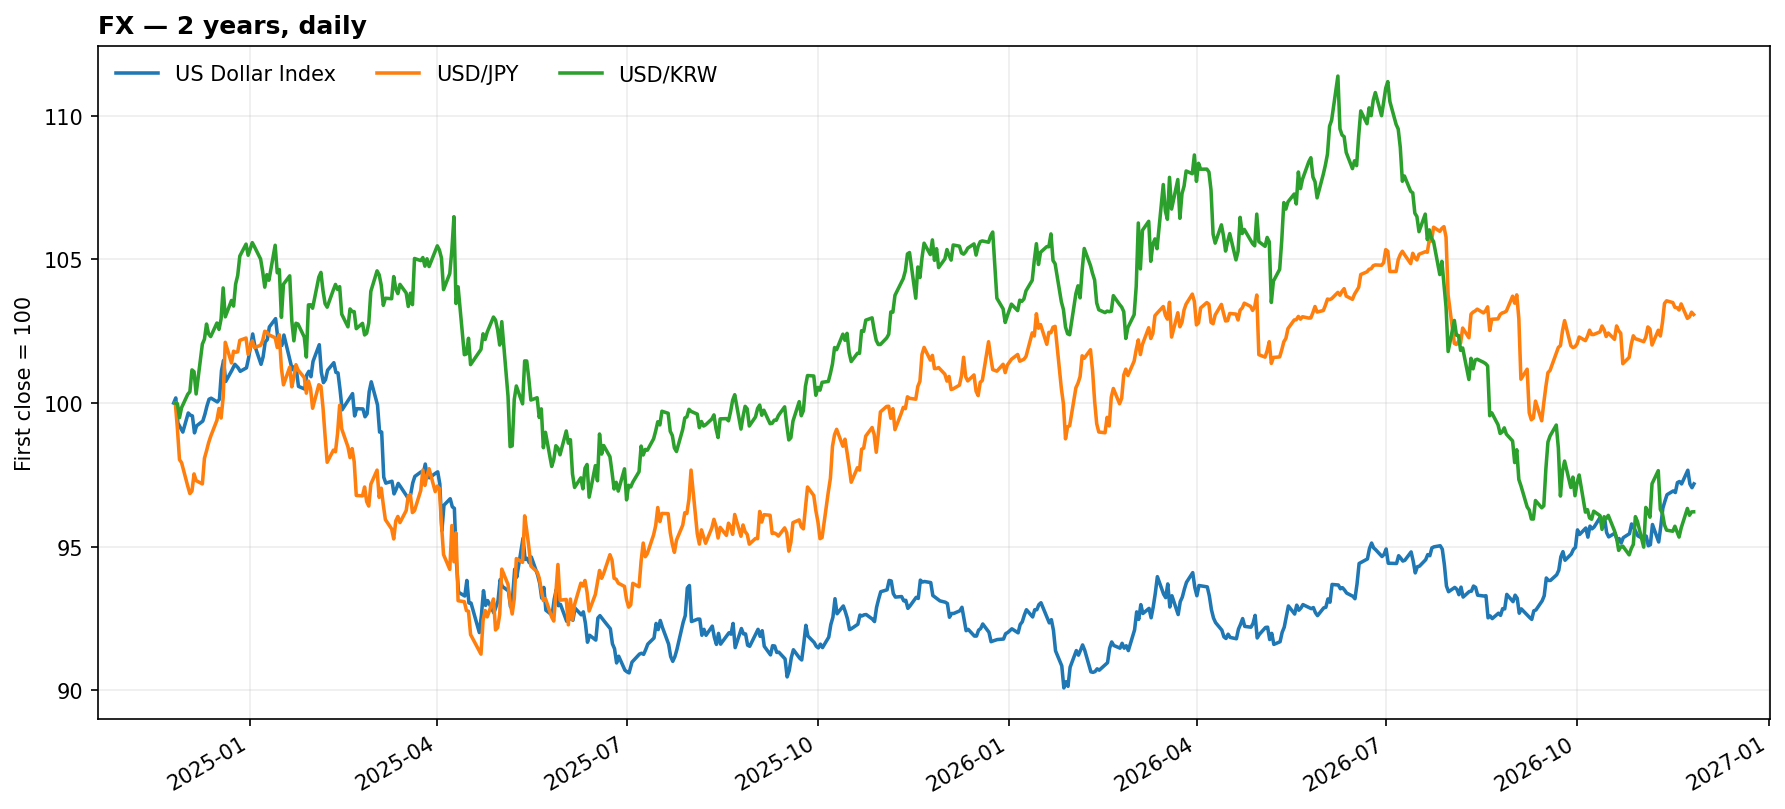 FX — 2 years, daily
US Dollar Index
USD/JPY
USD/KRW
First close = 100
110
105
100
95
90
2025-01
2025-04
2025-07
2025-10
2026-01
2026-04
2026-07
2026-10
2027-01